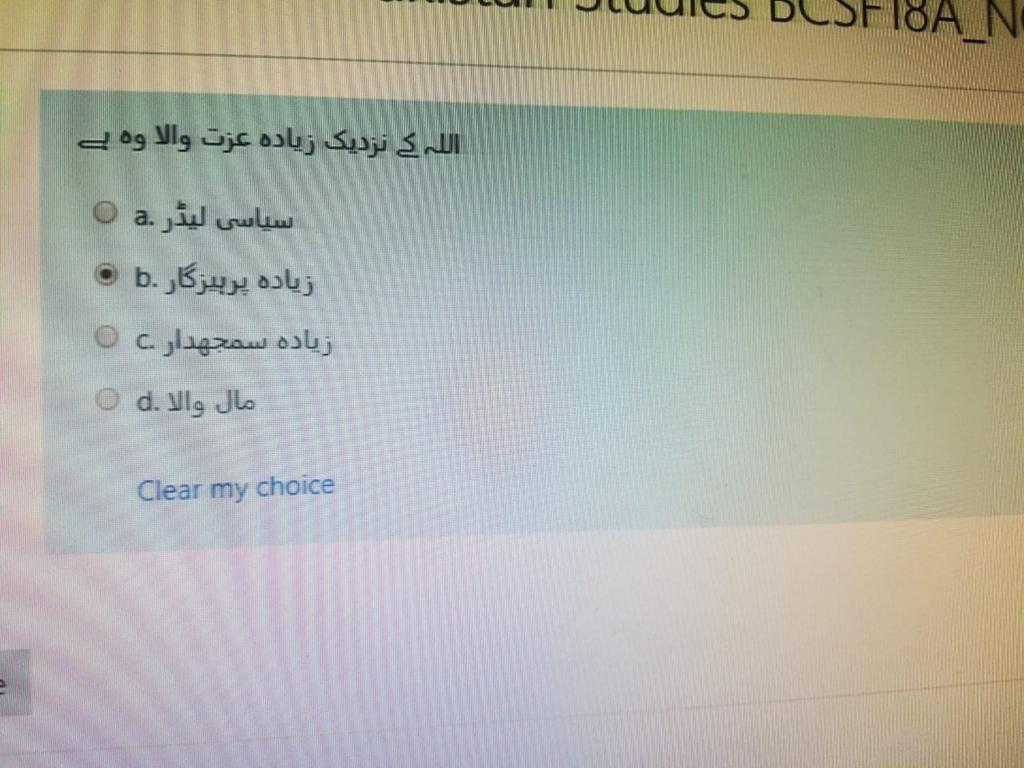 Studies BCSF18A_N
اللہ کے نزدیک زیادہ عزت والا وہ ہے
a. سیاسی لیڈر
b. زیادہ پرہیزگار
c. زیادہ سمجھدار
d. مال والا
Clear my choice